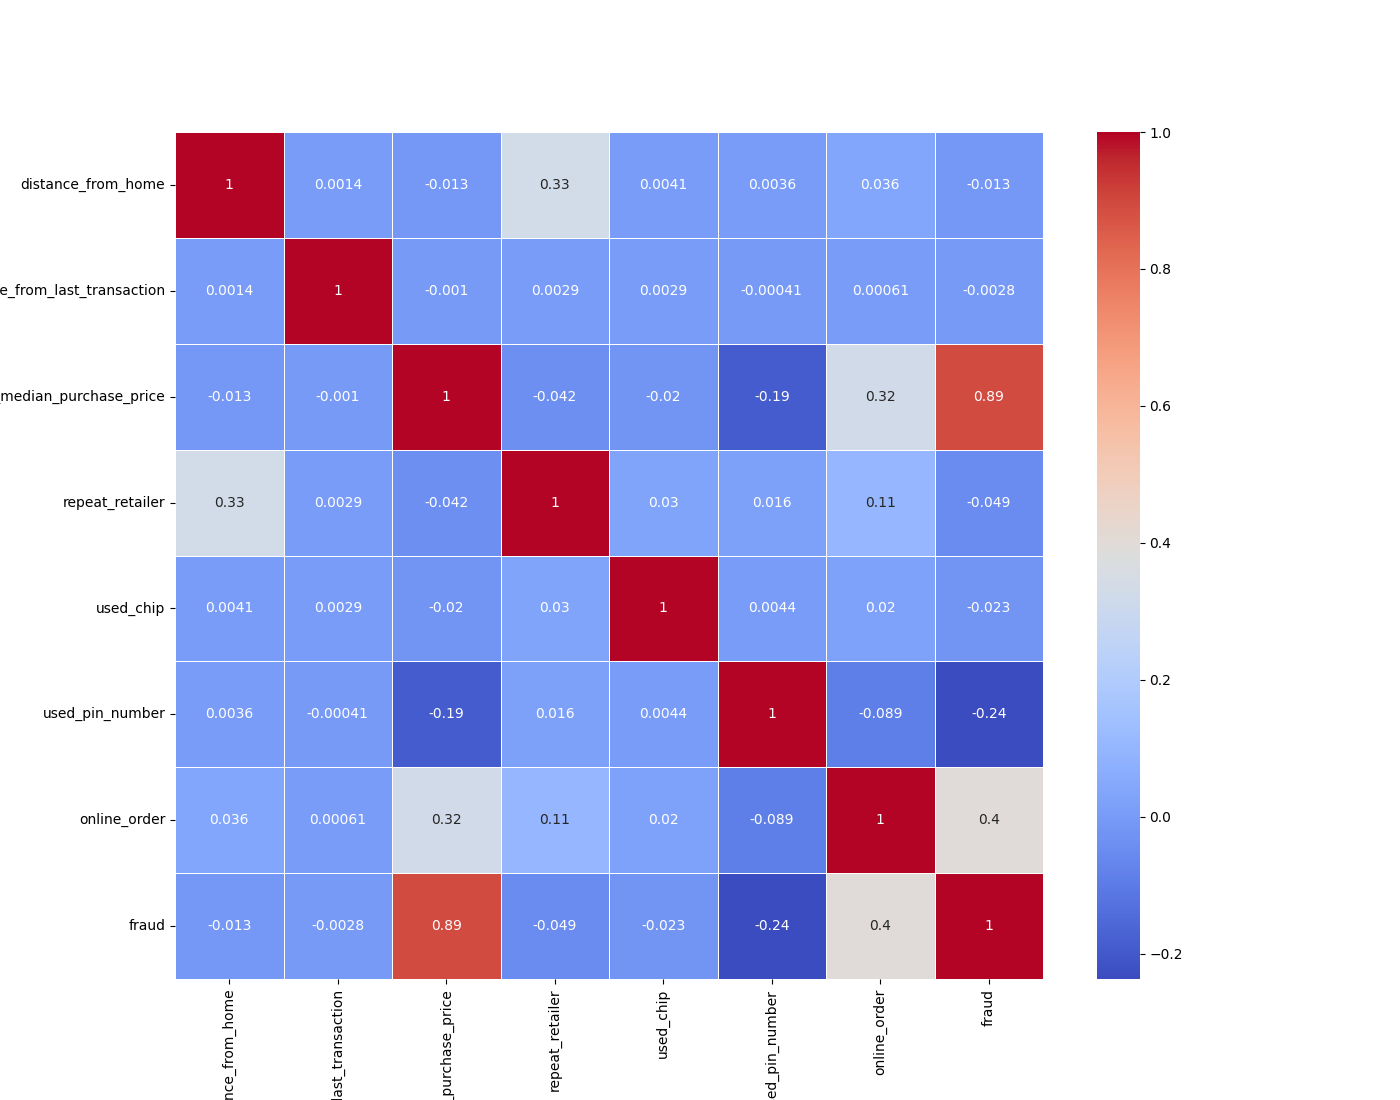 distance_from_home 1 0.0014 -0.013 0.33 0.0041 0.0036 0.036 -0.013
e_from_last_transaction 0.0014 1 -0.001 0.0029 0.0029 -0.00041 0.00061 -0.0028
_median_purchase_price -0.013 -0.001 1 -0.042 -0.02 -0.19 0.32 0.89
repeat_retailer 0.33 0.0029 -0.042 1 0.03 0.016 0.11 -0.049
used_chip 0.0041 0.0029 -0.02 0.03 1 0.0044 0.02 -0.023
used_pin_number 0.0036 -0.00041 -0.19 0.016 0.0044 1 -0.089 -0.24
online_order 0.036 0.00061 0.32 0.11 0.02 -0.089 1 0.4
fraud -0.013 -0.0028 0.89 -0.049 -0.023 -0.24 0.4 1
nce_from_home
last_transaction
_purchase_price
repeat_retailer
used_chip
ed_pin_number
online_order
fraud
1.0
0.8
0.6
0.4
0.2
0.0
−0.2